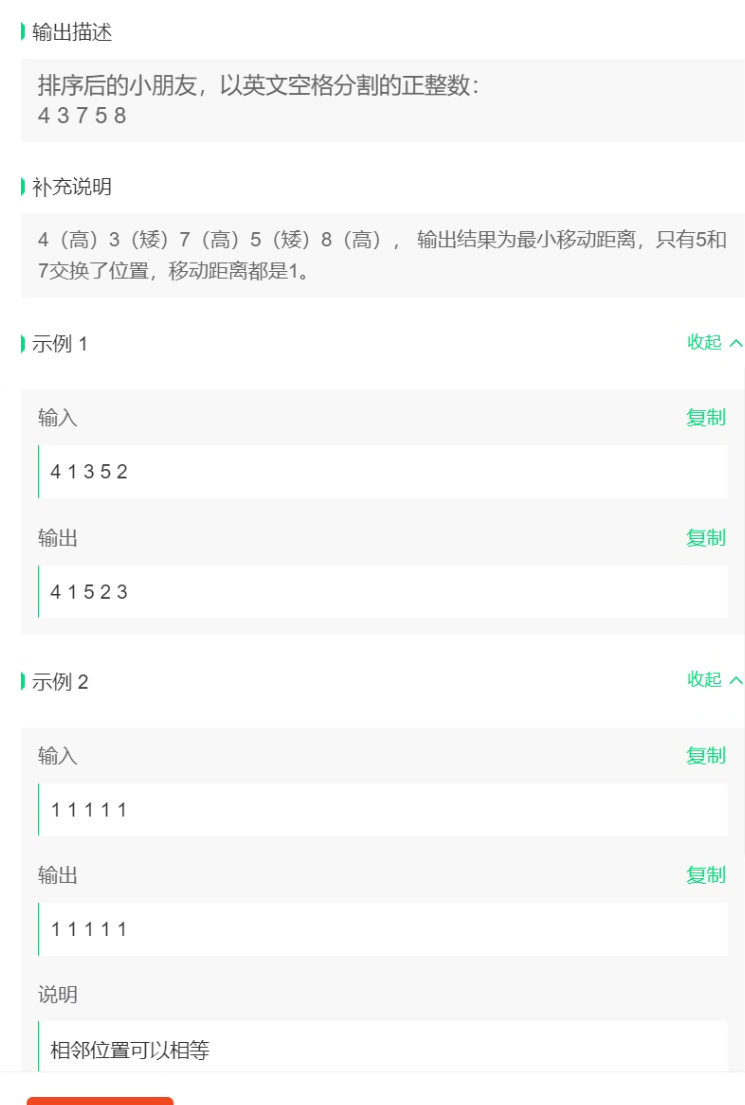 输出描述
排序后的小朋友，以英文空格分割的正整数：
4 3 7 5 8
补充说明
4（高）3（矮）7（高）5（矮）8（高）， 输出结果为最小移动距离，只有5和
7交换了位置，移动距离都是1。
示例 1
收起
输入
复制
4 1 3 5 2
输出
复制
4 1 5 2 3
示例 2
收起
输入
复制
1 1 1 1 1
输出
复制
1 1 1 1 1
说明
相邻位置可以相等